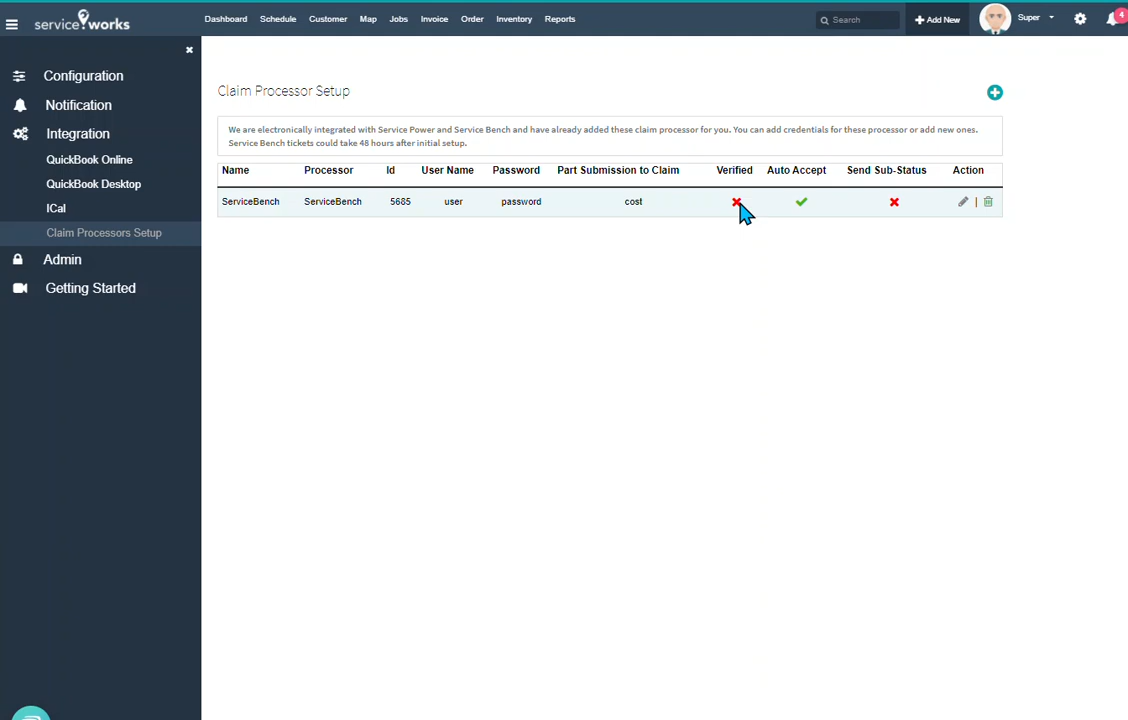 service works
Dashboard Schedule Customer Map Jobs Invoice Order Inventory Reports
Search
Add New
Super
4
Configuration
Notification
Integration
QuickBook Online
QuickBook Desktop
ICal
Claim Processors Setup
Admin
Getting Started
Claim Processor Setup
We are electronically integrated with Service Power and Service Bench and have already added these claim processor for you. You can add credentials for these processor or add new ones.
Service Bench tickets could take 48 hours after initial setup.
Name Processor Id User Name Password Part Submission to Claim Verified Auto Accept Send Sub-Status Action
ServiceBench ServiceBench 5685 user password cost |